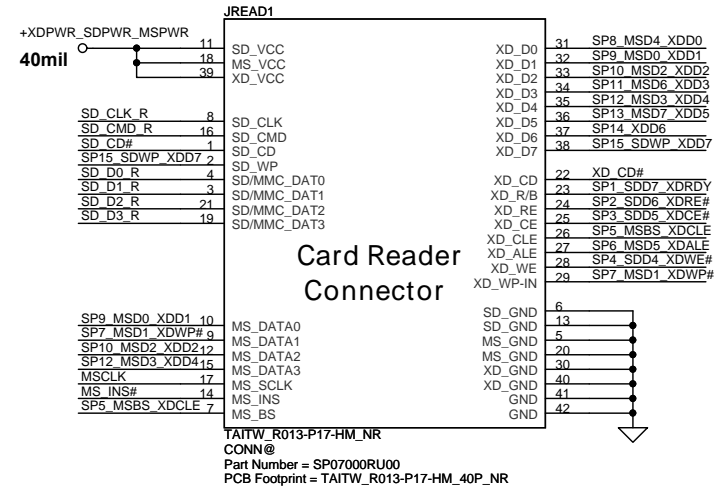 JREAD1
+XDPWR_SDPWR_MSPWR
40mil
11 SD_VCC
18 MS_VCC
39 XD_VCC
SD_CLK_R 8 SD_CLK
SD_CMD_R 16 SD_CMD
SD_CD# 1 SD_CD
SP15_SDWP_XDD7 2 SD_WP
SD_D0_R 4 SD/MMC_DAT0
SD_D1_R 3 SD/MMC_DAT1
SD_D2_R 21 SD/MMC_DAT2
SD_D3_R 19 SD/MMC_DAT3
SP9_MSD0_XDD1 10 MS_DATA0
SP7_MSD1_XDWP# 9 MS_DATA1
SP10_MSD2_XDD2 12 MS_DATA2
SP12_MSD3_XDD4 15 MS_DATA3
MSCLK 17 MS_SCLK
MS_INS# 14 MS_INS
SP5_MSBS_XDCLE 7 MS_BS
Card Reader
Connector
XD_D0 31 SP8_MSD4_XDD0
XD_D1 32 SP9_MSD0_XDD1
XD_D2 33 SP10_MSD2_XDD2
XD_D3 34 SP11_MSD6_XDD3
XD_D4 35 SP12_MSD3_XDD4
XD_D5 36 SP13_MSD7_XDD5
XD_D6 37 SP14_XDD6
XD_D7 38 SP15_SDWP_XDD7
XD_CD 22 XD_CD#
XD_R/B 23 SP1_SDD7_XDRDY
XD_RE 24 SP2_SDD6_XDRE#
XD_CE 25 SP3_SDD5_XDCE#
XD_CLE 26 SP5_MSBS_XDCLE
XD_ALE 27 SP6_MSD5_XDALE
XD_WE 28 SP4_SDD4_XDWE#
XD_WP-IN 29 SP7_MSD1_XDWP#
SD_GND 6
SD_GND 13
MS_GND 5
MS_GND 20
XD_GND 30
XD_GND 40
GND 41
GND 42
TAITW_R013-P17-HM_NR
CONN@
Part Number = SP07000RU00
PCB Footprint = TAITW_R013-P17-HM_40P_NR